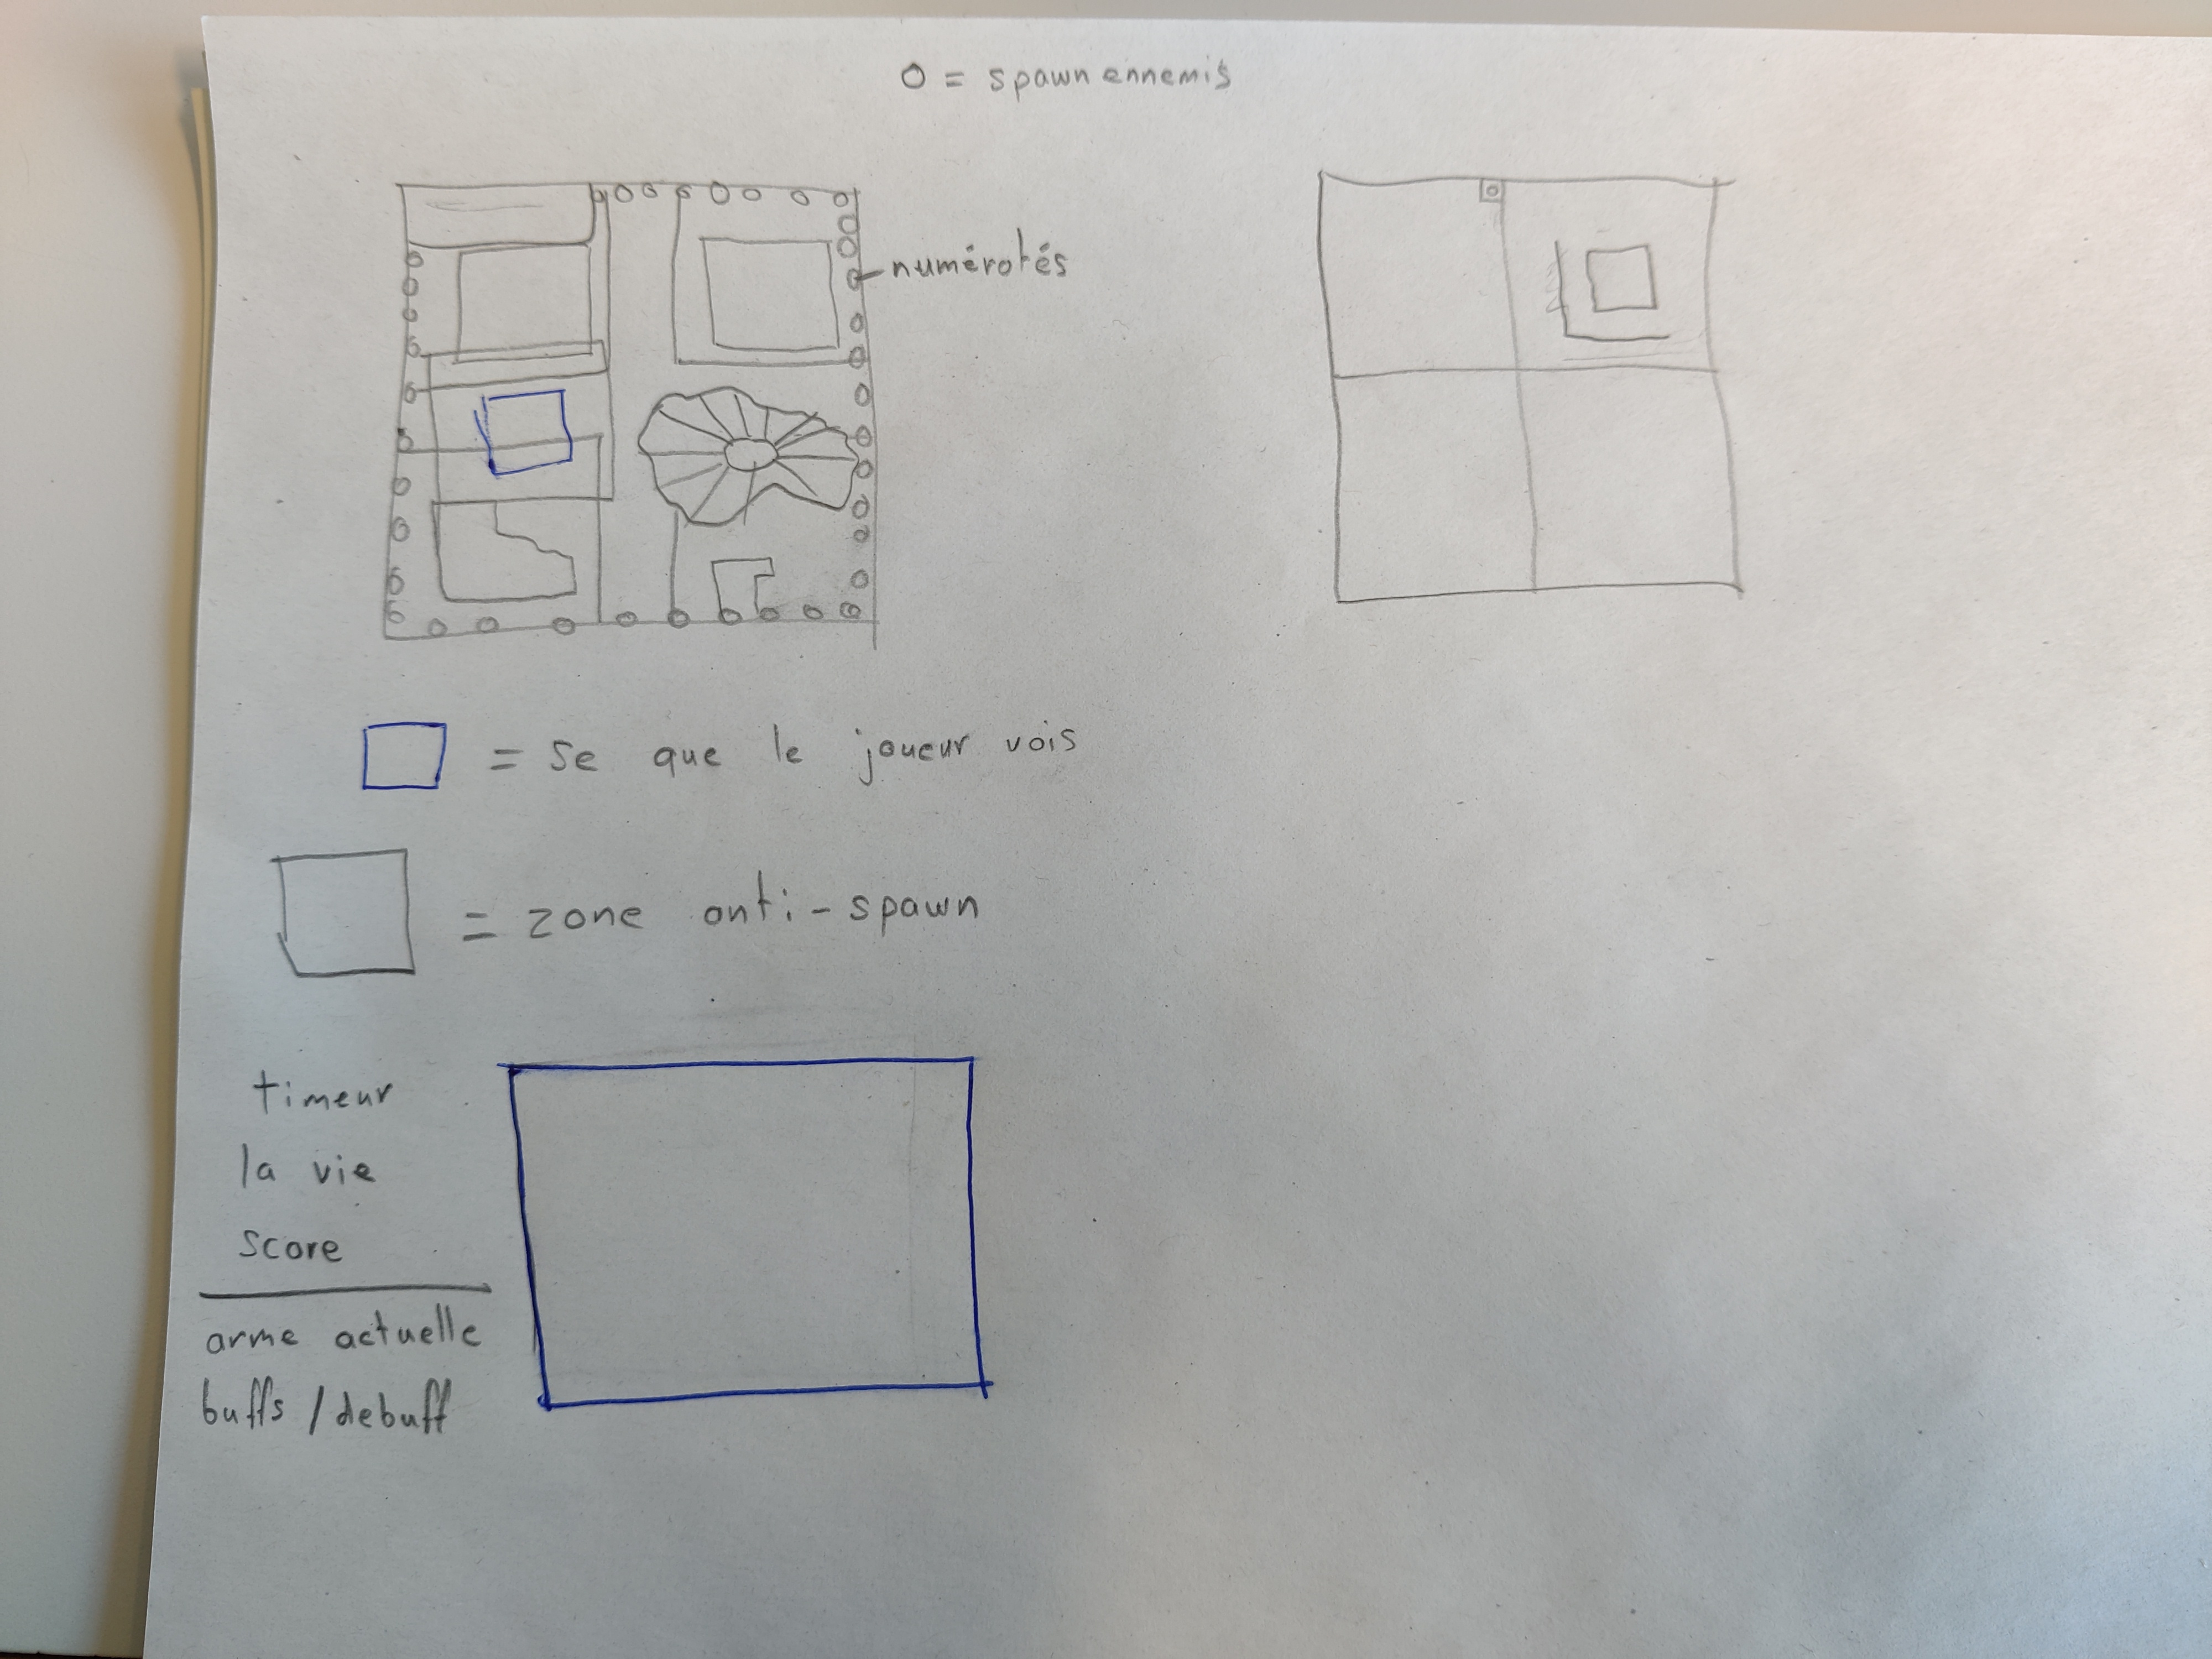 O = spawn ennemis
numérotés
= se que le joueur vois
= zone anti-spawn
timeur
la vie
score
arme actuelle
buffs / debuff